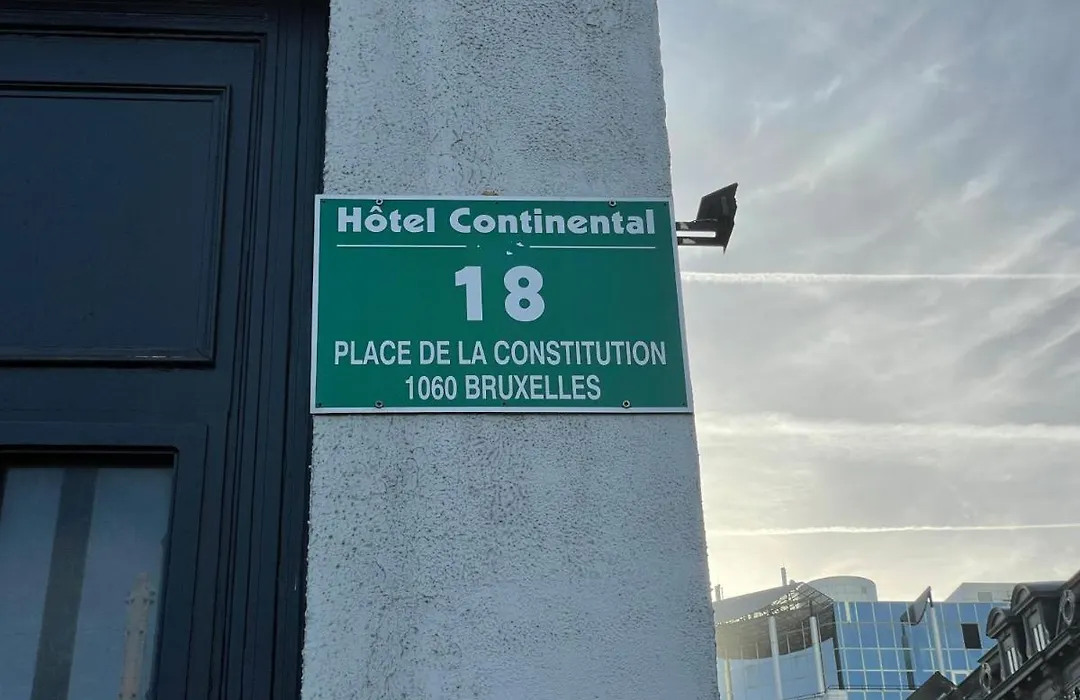 Hôtel Continental
18
PLACE DE LA CONSTITUTION
1060 BRUXELLES